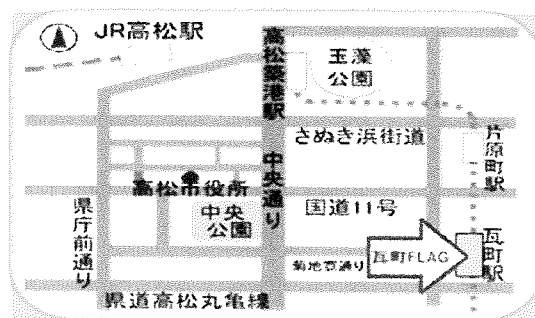 JR高松駅
高松築港駅
玉藻
公園
さぬき浜街道
片原町駅
中央通り
高松市役所
中央
公園
国道11号
県庁前通り
菊池寛通り
瓦町FLAG
瓦町駅
県道高松丸亀線